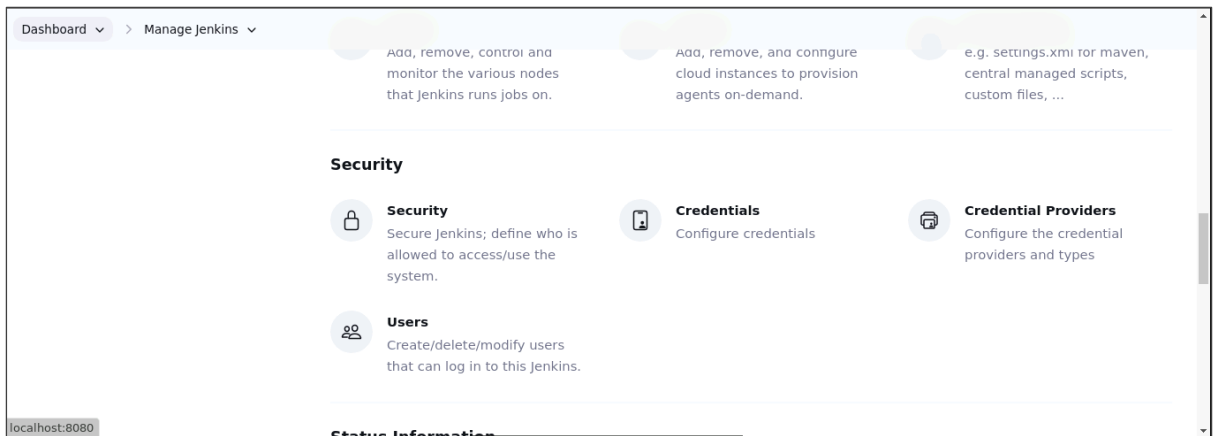 Dashboard
Manage Jenkins
Add, remove, control and
monitor the various nodes
that Jenkins runs jobs on.
Add, remove, and configure
cloud instances to provision
agents on-demand.
e.g. settings.xml for maven,
central managed scripts,
custom files, ...
Security
Security
Secure Jenkins; define who is
allowed to access/use the
system.
Credentials
Configure credentials
Credential Providers
Configure the credential
providers and types
Users
Create/delete/modify users
that can log in to this Jenkins.
Status Information
localhost:8080